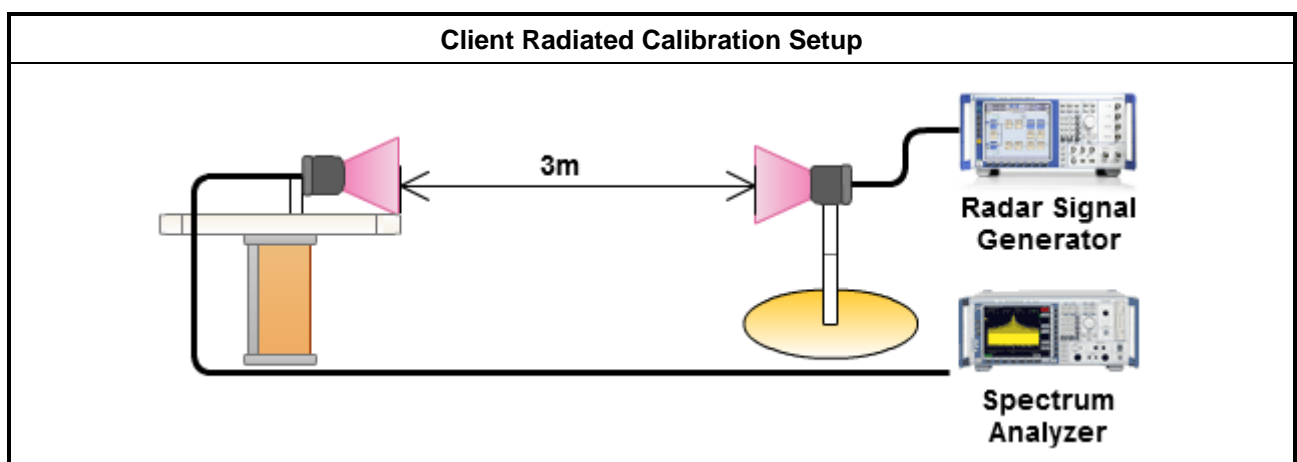 Client Radiated Calibration Setup
3m
Radar Signal
Generator
Spectrum
Analyzer